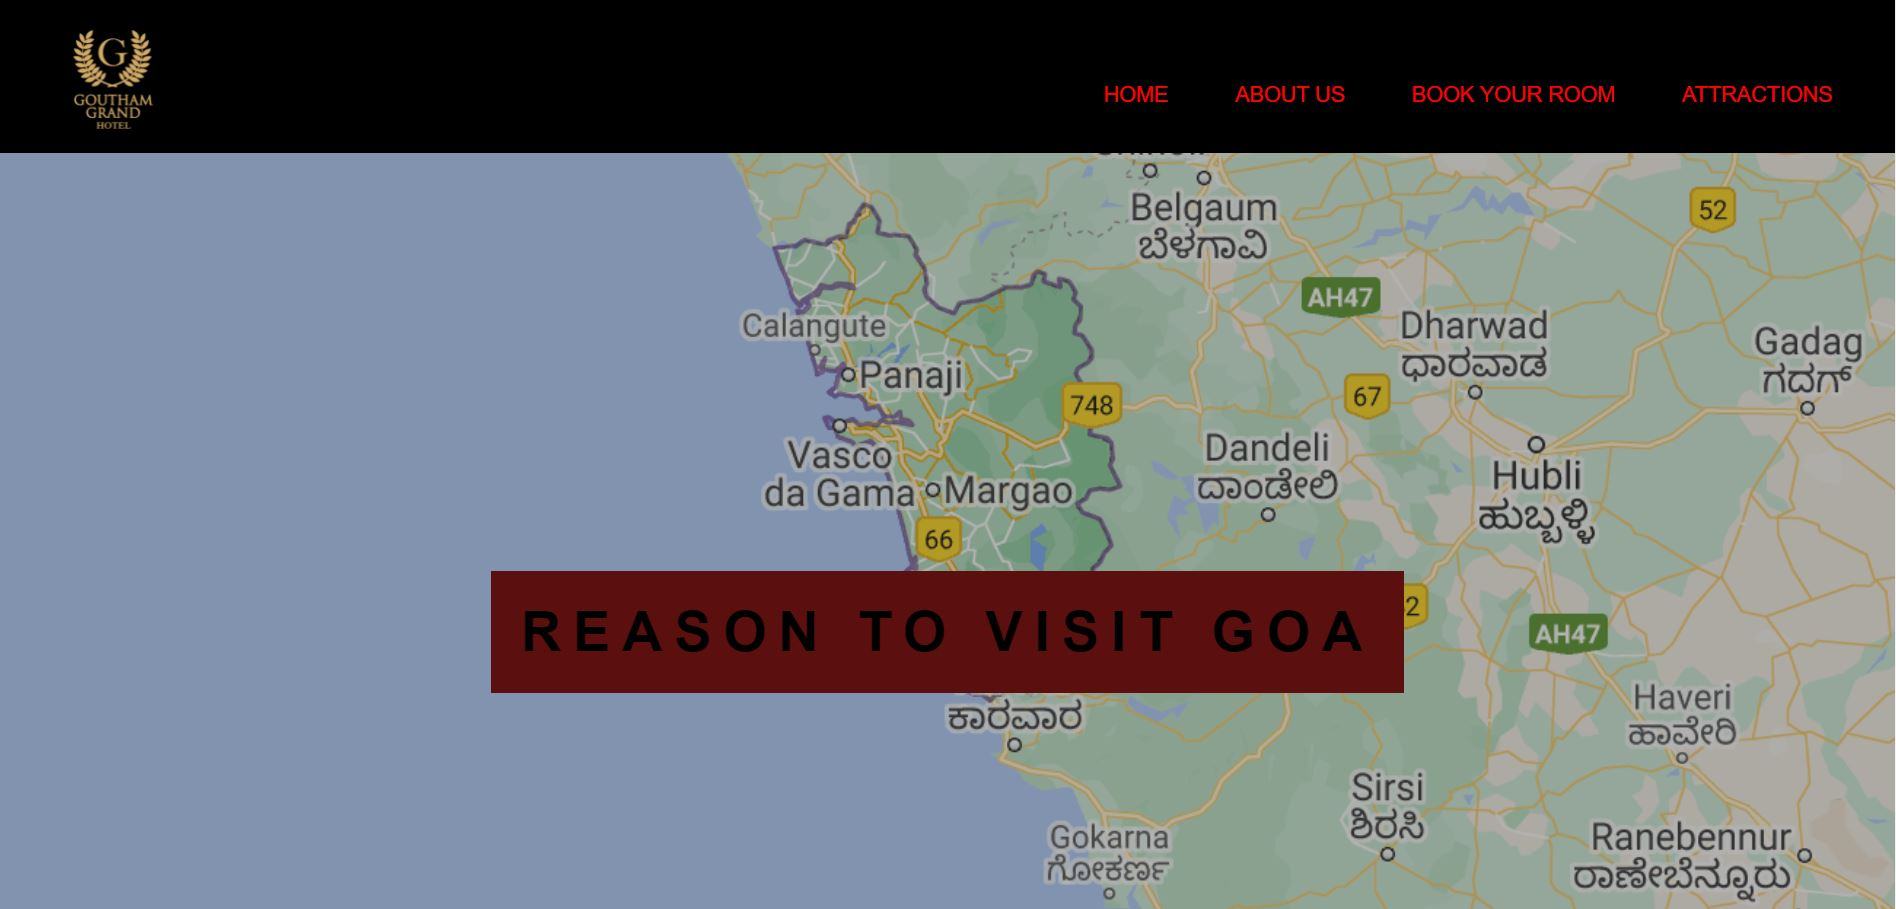 G
GOUTHAM
GRAND
HOTEL
HOME ABOUT US BOOK YOUR ROOM ATTRACTIONS
Belgaum
ಬೆಳಗಾವಿ
52
AH47
Calangute
Dharwad
ಧಾರವಾಡ
Gadag
ಗದಗ್
Panaji
748
67
Vasco
da Gama
Margao
Dandeli
ದಾಂಡೇಲಿ
Hubli
ಹುಬ್ಬಳ್ಳಿ
66
REASON TO VISIT GOA
AH47
ಕಾರವಾರ
Haveri
ಹಾವೇರಿ
Sirsi
ಶಿರಸಿ
Gokarna
ಗೋಕರ್ಣ
Ranebennur
ರಾಣೇಬೆನ್ನೂರು